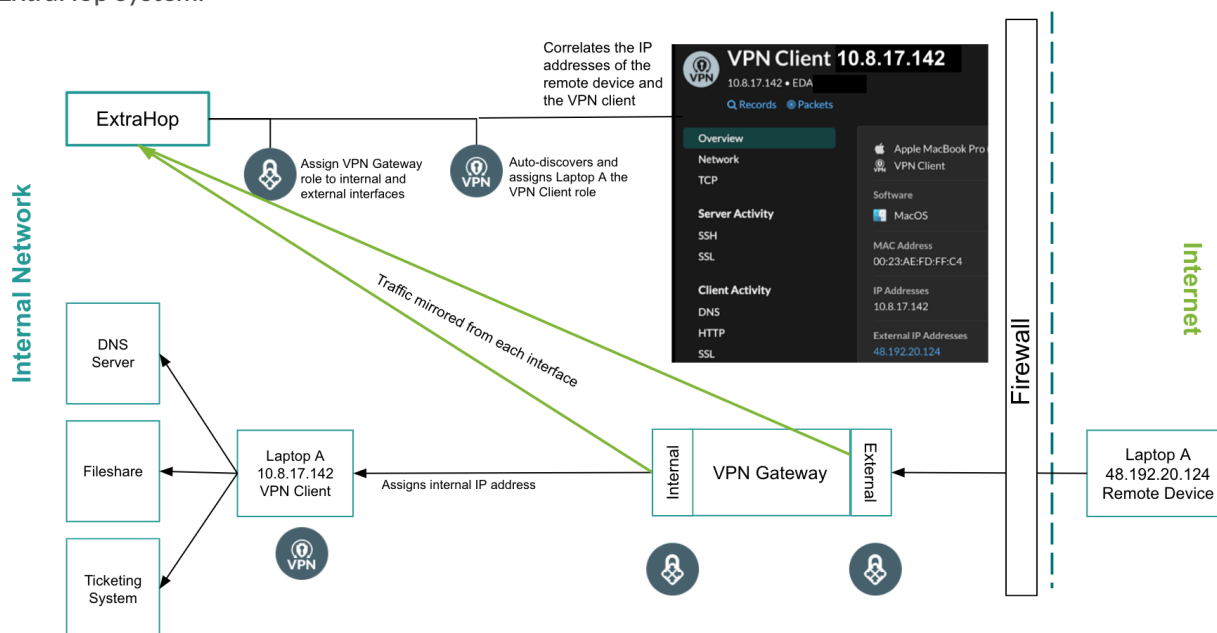 ExtraHop system.
Correlates the IP
addresses of the
remote device and
the VPN client
VPN
VPN Client 10.8.17.142
10.8.17.142 • EDA
Records
Packets
Overview
Network
TCP
Server Activity
SSH
SSL
Client Activity
DNS
HTTP
SSL
Apple MacBook Pro
VPN
VPN Client
Software
MacOS
MAC Address
00:23:AE:FD:FF:C4
IP Addresses
10.8.17.142
External IP Addresses
48.192.20.124
ExtraHop
Assign VPN Gateway
role to internal and
external interfaces
VPN
Auto-discovers and
assigns Laptop A the
VPN Client role
Internal Network
Internet
Firewall
Traffic mirrored from each interface
DNS
Server
Fileshare
Ticketing
System
Laptop A
10.8.17.142
VPN Client
VPN
Assigns internal IP address
Internal
VPN Gateway
External
Laptop A
48.192.20.124
Remote Device